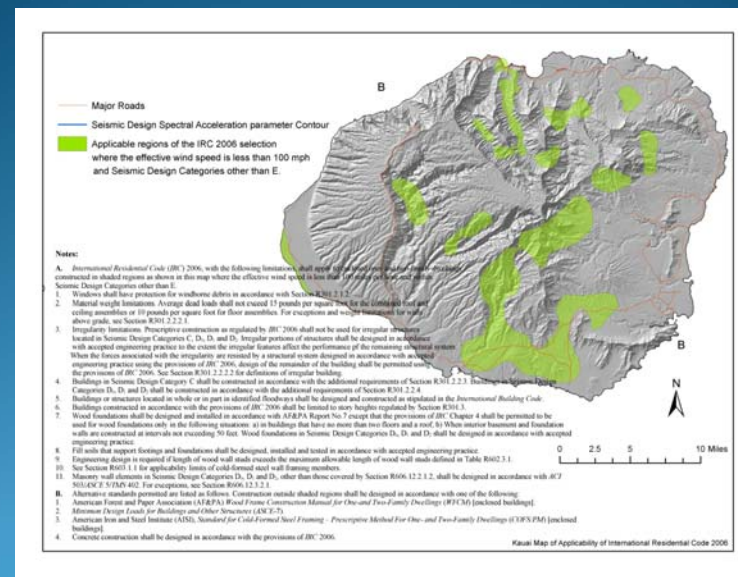 B
Major Roads
Seismic Design Spectral Acceleration parameter Contour
Applicable regions of the IRC 2006 selection
where the effective wind speed is less than 100 mph
and Seismic Design Categories other than E.
Notes:
A. International Residential Code (IRC) 2006, with the following limitations, shall apply to
constructed in shaded regions as shown in this map where the effective wind speed is less than 100
Seismic Design Categories other than E.
1. Windows shall have protection for windborne debris in accordance with Section R301.2.1.2.
2. Material weight limitations. Average dead loads shall not exceed 15 pounds per square foot for the combined roof and
ceiling assemblies or 10 pounds per square foot for floor assemblies. For exceptions and weight limitations for walls
above grade, see Section R301.2.2.2.1.
3. Irregularity limitations. Prescriptive construction as regulated by IRC 2006 shall not be used for irregular structures
located in Seismic Design Categories C, D₀, D₁ and D₂. Irregular portions of structures shall be designed in accordance
with accepted engineering practice to the extent the irregular features affect the performance of the remaining structural system.
When the forces associated with the irregularity are resisted by a structural system designed in accordance with accepted
engineering practice using the provisions of IRC 2006, design of the remainder of the building shall be permitted using
the provisions of IRC 2006. See Section R301.2.2.2.2 for definitions of irregular building.
4. Buildings in Seismic Design Category C shall be constructed in accordance with the additional requirements of Section R301.2.2.3. Buildings in Seismic Design
Categories D₀, D₁ and D₂ shall be constructed in accordance with the additional requirements of Section R301.2.2.4.
5. Buildings or structures located in whole or in part in identified floodways shall be designed and constructed as stipulated in the International Building Code.
6. Buildings constructed in accordance with the provisions of IRC 2006 shall be limited to story heights regulated by R301.3.
7. Wood foundations shall be designed and installed in accordance with AF&PA Report No.7 except that the provisions of IRC Chapter 4 shall be permitted to be
used for wood foundations only in the following situations: a) in buildings that have no more than two floors and a roof; b) When interior basement and foundation
walls are constructed at intervals not exceeding 50 feet. Wood foundations in Seismic Design Categories D₀, D₁ and D₂ shall be designed in accordance with accepted
engineering practice.
8. Fill soils that support footings and foundations shall be designed, installed and tested in accordance with accepted engineering practice.
9. Engineering design is required if length of wood wall studs exceeds the maximum allowable length of wood wall studs defined in Table R602.3.1.
10. See Section R603.1.1 for applicability limits of cold-formed steel wall framing members.
11. Masonry wall elements in Seismic Design Categories D₀, D₁ and D₂, other than those covered by Section R606.12.2.1.2, shall be designed in accordance with ACI
503/ASCE 5/TMS 402. For exceptions, see Section R606.12.3.2.1.
B. Alternative standards permitted are listed as follows. Construction outside shaded regions shall be designed in accordance with one of the following:
1. American Forest and Paper Association (AF&PA) Wood Frame Construction Manual for One-and Two-Family Dwellings (WFCM) [enclosed buildings].
2. Minimum Design Loads for Buildings and Other Structures (ASCE-7).
3. American Iron and Steel Institute (AISI), Standard for Cold-Formed Steel Framing – Prescriptive Method For One- and Two-Family Dwellings (COFS/PM) [enclosed
buildings].
4. Concrete construction shall be designed in accordance with the provisions of IRC 2006.
B
N
0 2.5 5 10 Miles
Kauai Map of Applicability of International Residential Code 2006